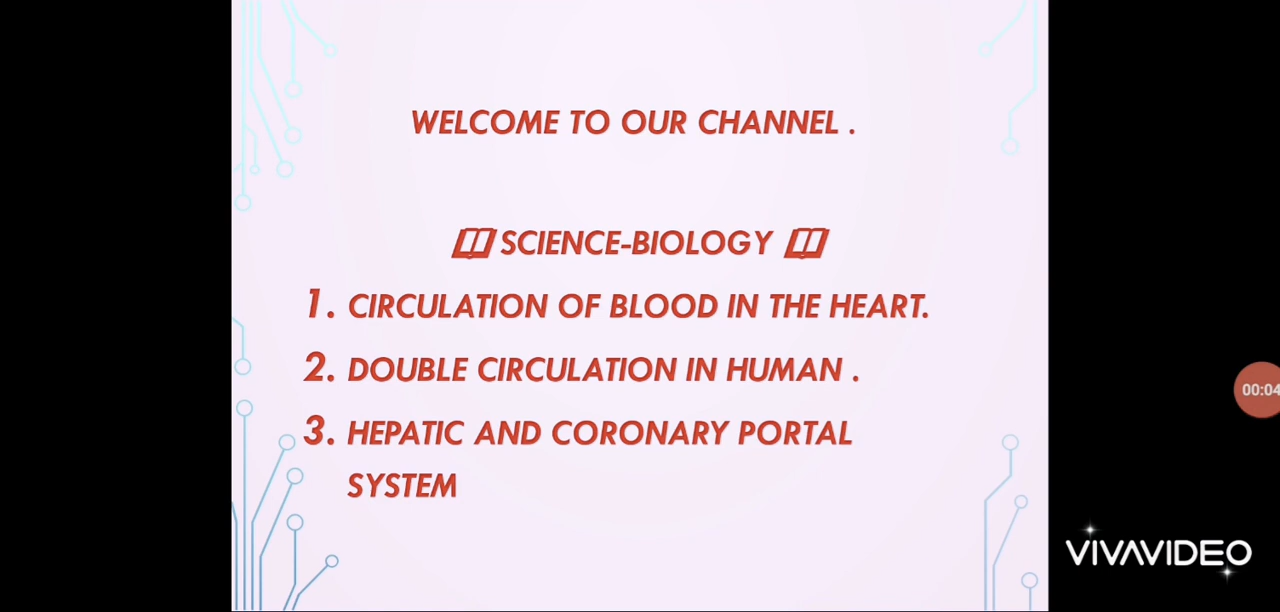 WELCOME TO OUR CHANNEL .
SCIENCE-BIOLOGY
1. CIRCULATION OF BLOOD IN THE HEART.
2. DOUBLE CIRCULATION IN HUMAN .
3. HEPATIC AND CORONARY PORTAL
SYSTEM
00:04
VIVAVIDEO